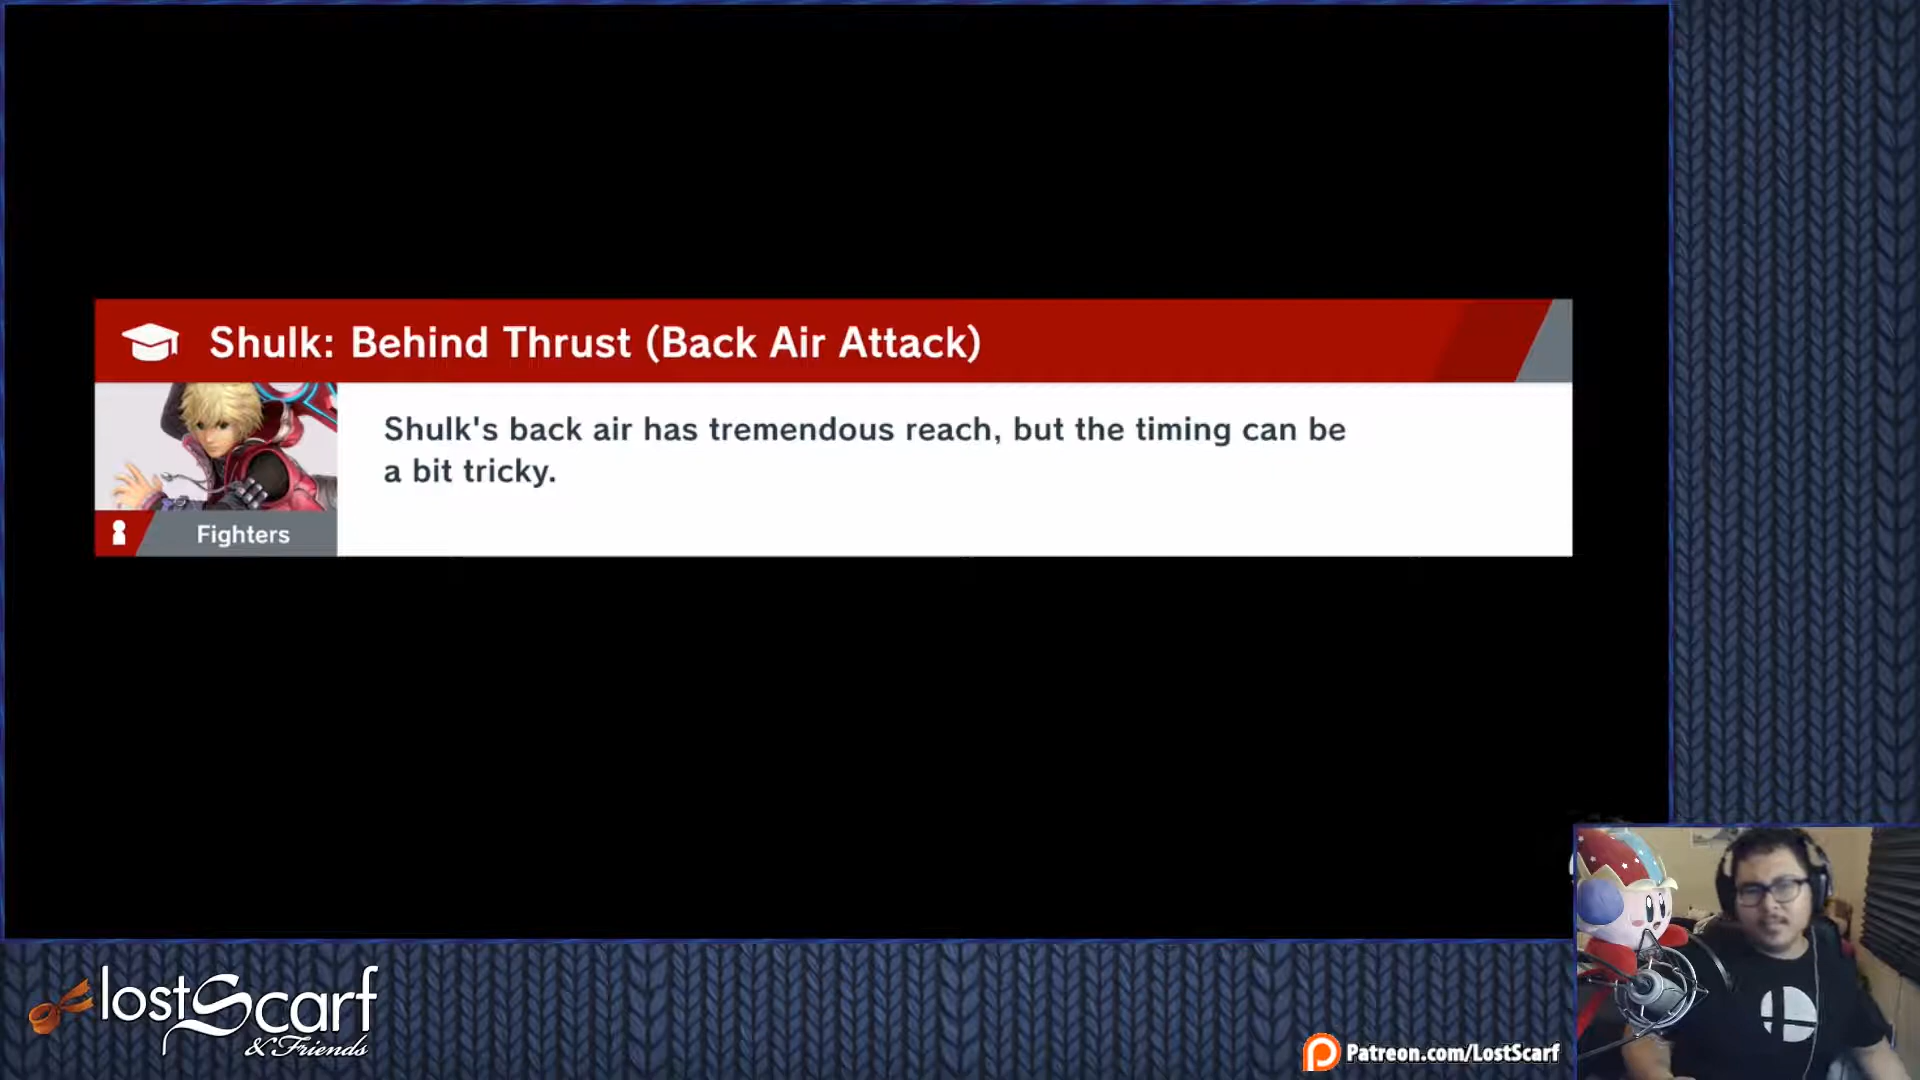 Shulk: Behind Thrust (Back Air Attack)
Shulk's back air has tremendous reach, but the timing can be
a bit tricky.
Fighters
lostScarf
& Friends
Patreon.com/LostScarf